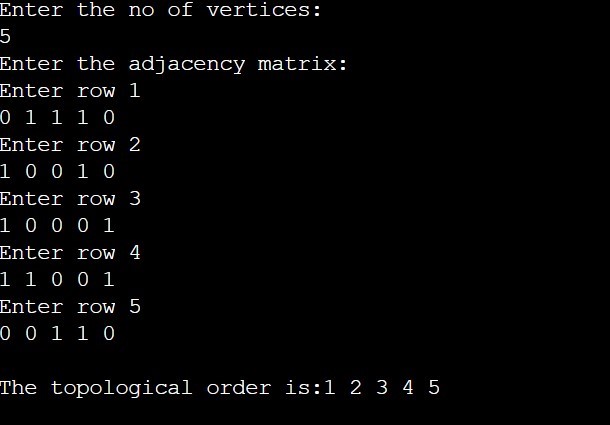 Enter the no of vertices:
5
Enter the adjacency matrix:
Enter row 1
0 1 1 1 0
Enter row 2
1 0 0 1 0
Enter row 3
1 0 0 0 1
Enter row 4
1 1 0 0 1
Enter row 5
0 0 1 1 0
The topological order is:1 2 3 4 5